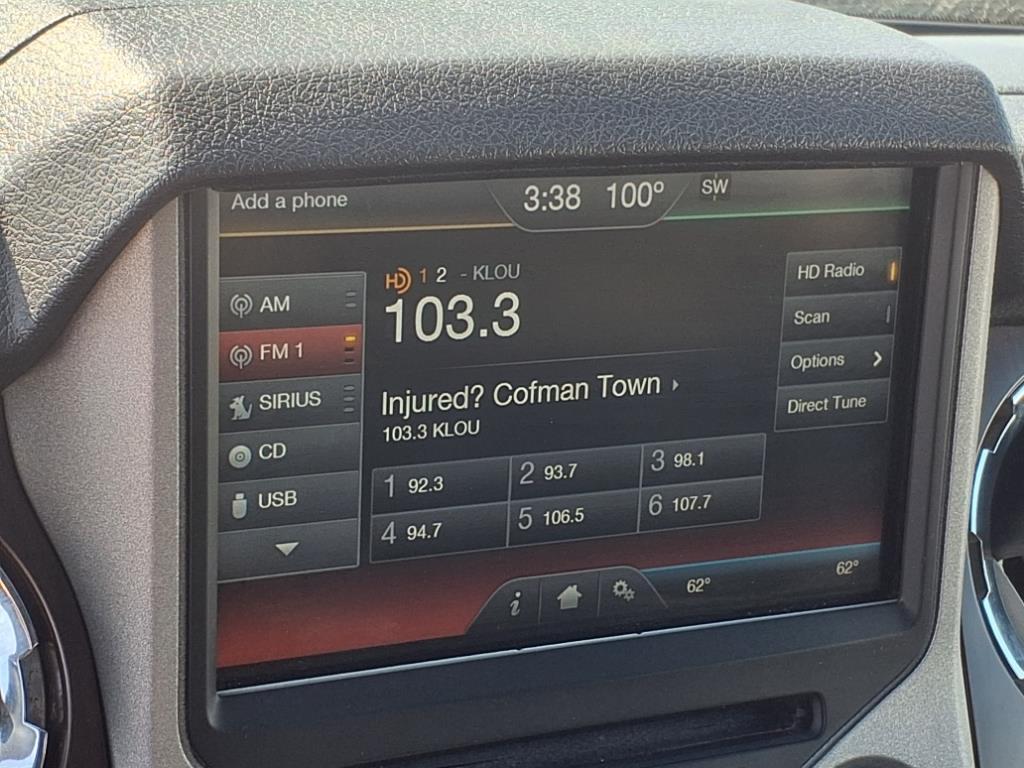 Add a phone
3:38 100°
SW
HD 1 2 - KLOU
103.3
Injured? Cofman Town
103.3 KLOU
AM
FM 1
SIRIUS
CD
USB
HD Radio
Scan
Options
Direct Tune
1 92.3
2 93.7
3 98.1
4 94.7
5 106.5
6 107.7
i
62°
62°